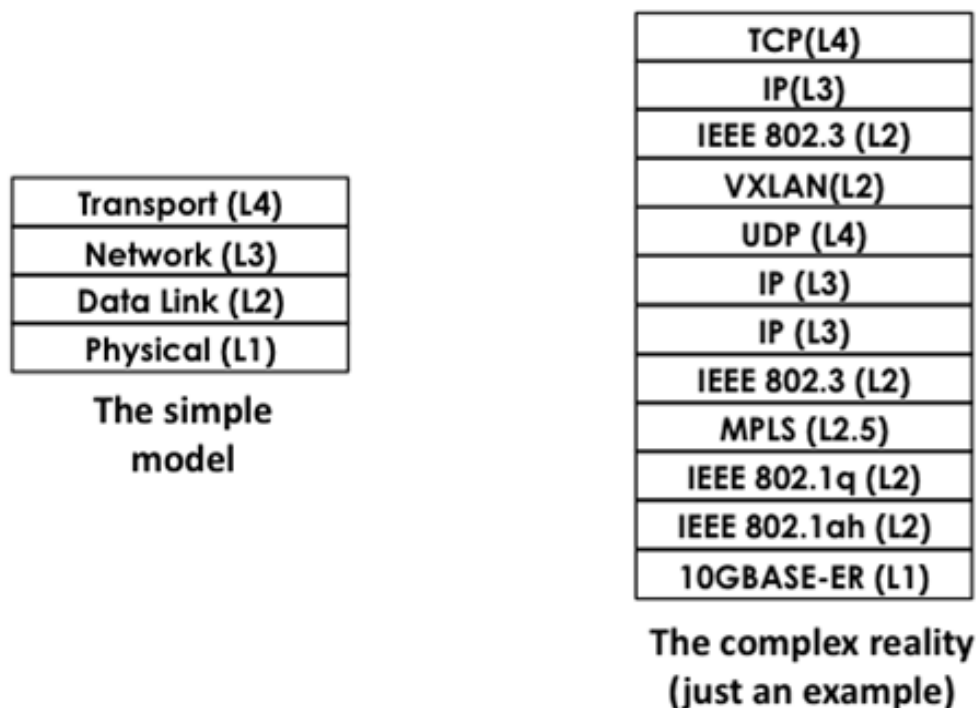 Transport (L4)
Network (L3)
Data Link (L2)
Physical (L1)
The simple
model
TCP(L4)
IP(L3)
IEEE 802.3 (L2)
VXLAN(L2)
UDP (L4)
IP (L3)
IP (L3)
IEEE 802.3 (L2)
MPLS (L2.5)
IEEE 802.1q (L2)
IEEE 802.1ah (L2)
10GBASE-ER (L1)
The complex reality
(just an example)